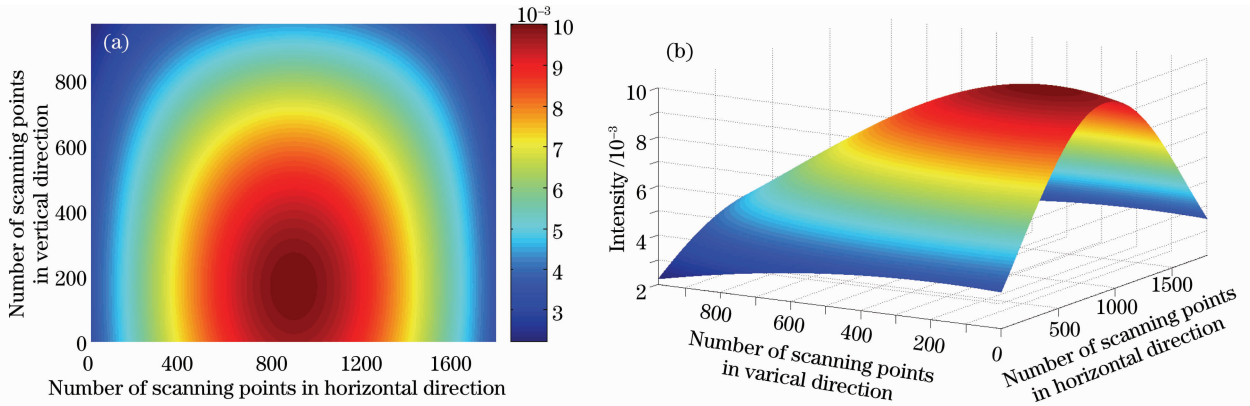 (a)
10⁻³
10
9
8
7
6
5
4
3
800
600
400
200
0
Number of scanning points
in vertical direction
0 400 800 1200 1600
Number of scanning points in horizontal direction
(b)
10
8
6
4
2
Intensity /10⁻³
800 600 400 200 0
Number of scanning points
in varical direction
500 1000 1500
Number of scanning points
in horizontal direction